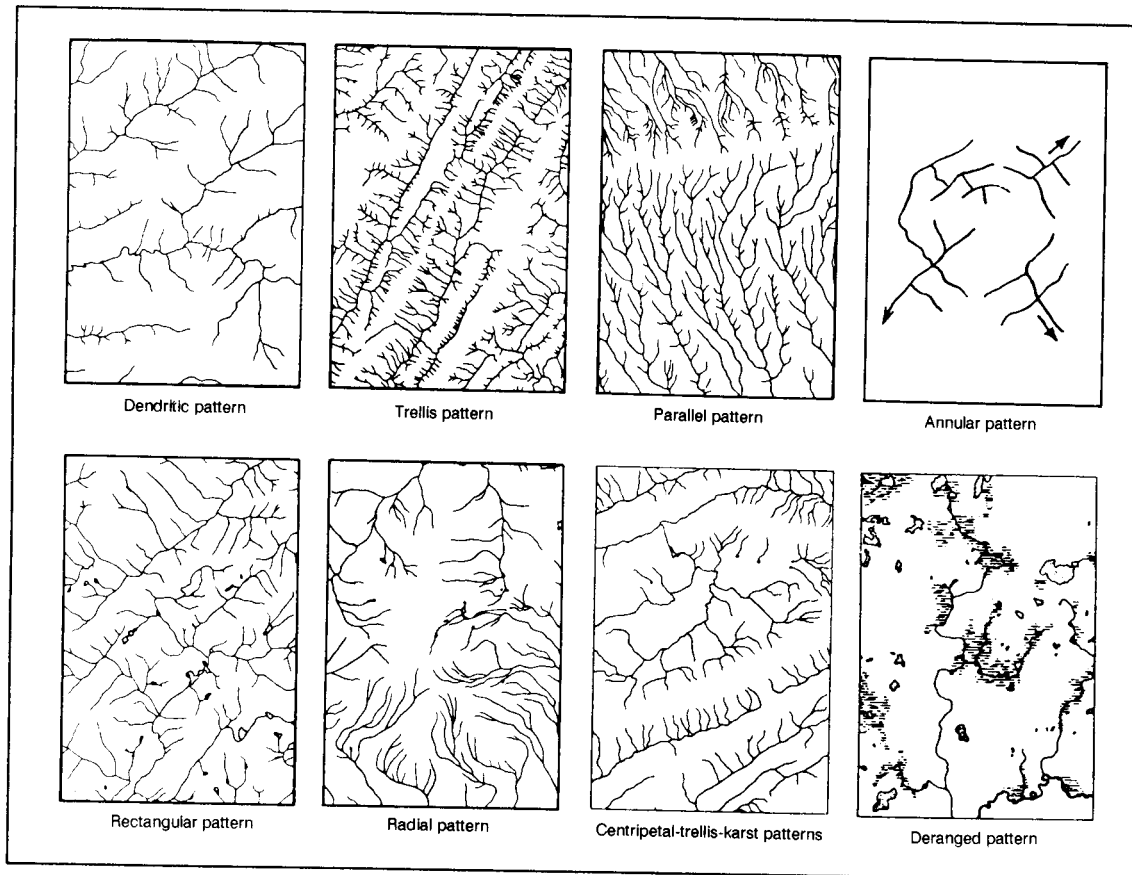 Dendritic pattern
Trellis pattern
Parallel pattern
Annular pattern
Rectangular pattern
Radial pattern
Centripetal-trellis-karst patterns
Deranged pattern